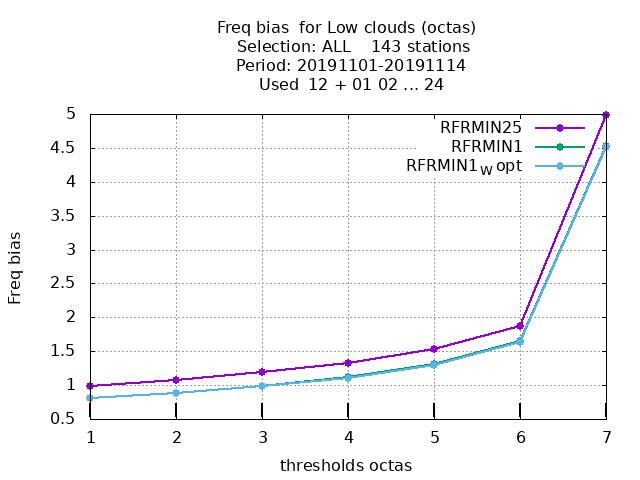 Freq bias  for Low clouds (octas)
Selection: ALL    143 stations
Period: 20191101-20191114
Used  12 + 01 02 ... 24
RFRMIN25
RFRMIN1
RFRMIN1W opt
5
4.5
4
3.5
3
2.5
2
1.5
1
0.5
Freq bias
1 2 3 4 5 6 7
thresholds octas